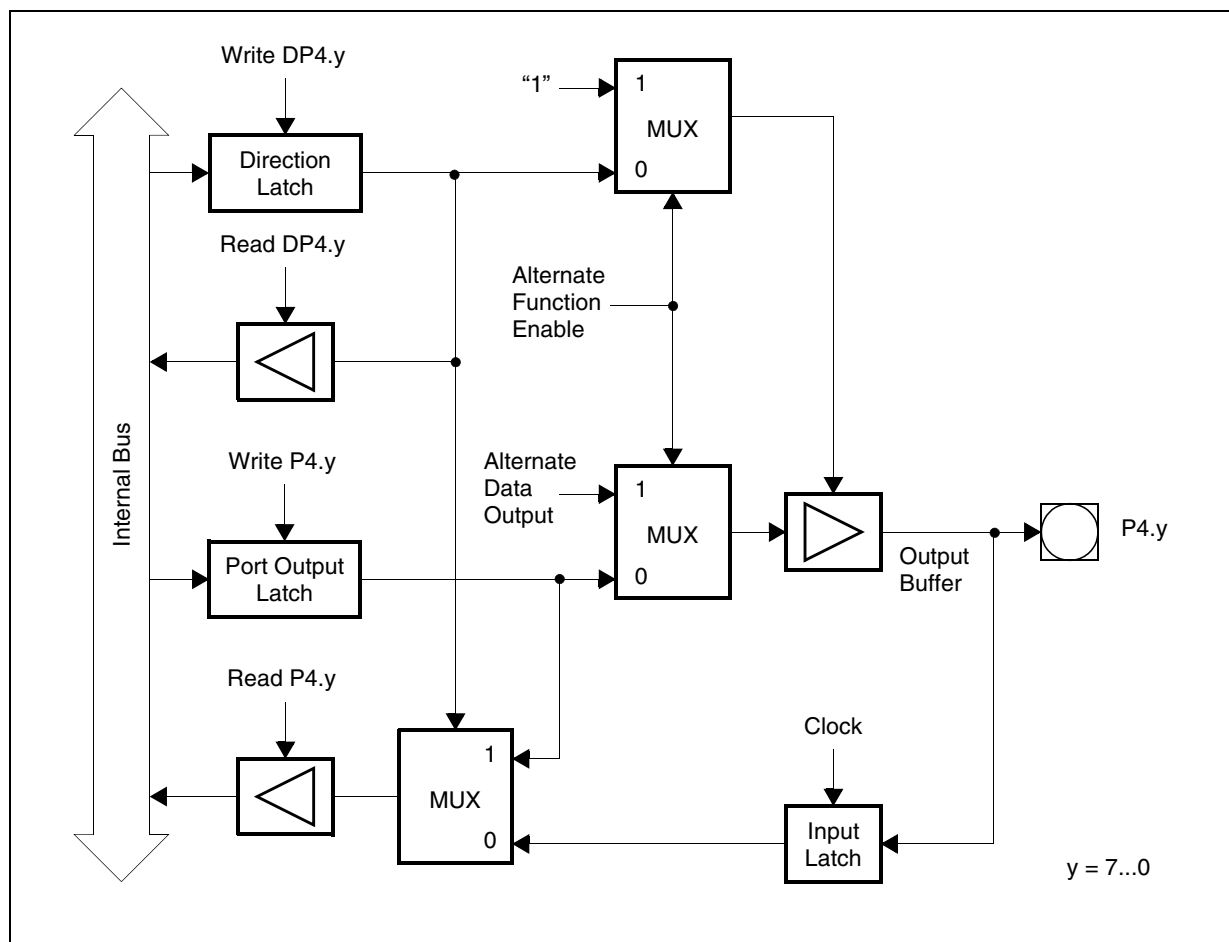 Write DP4.y
“1”
1
MUX
0
Direction
Latch
Read DP4.y
Alternate
Function
Enable
Internal Bus
Write P4.y
Alternate
Data
Output
1
MUX
0
P4.y
Output
Buffer
Port Output
Latch
Read P4.y
Clock
1
MUX
0
Input
Latch
y = 7...0